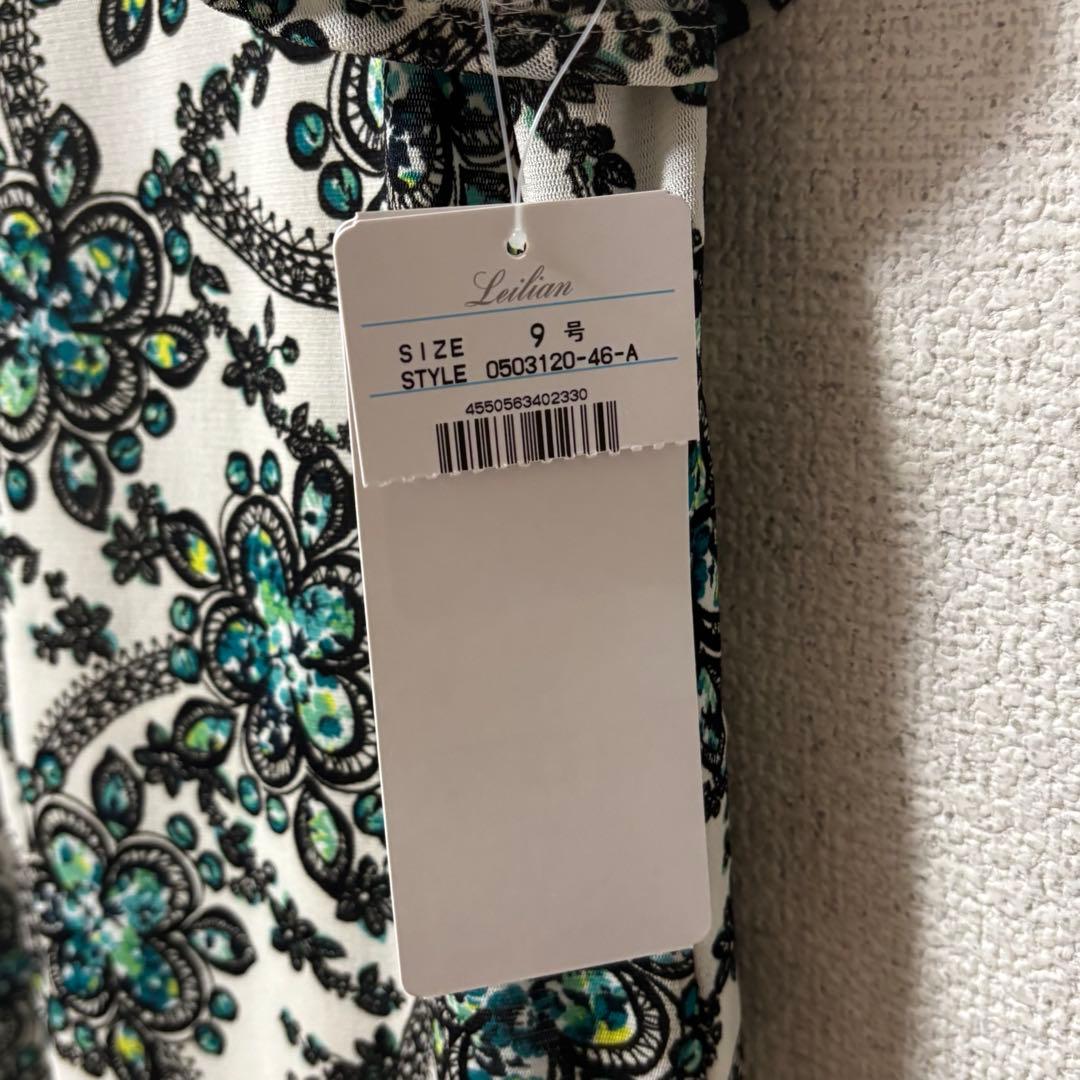 Leilian
SIZE 9 号
STYLE 0503120-46-A
4550563402330